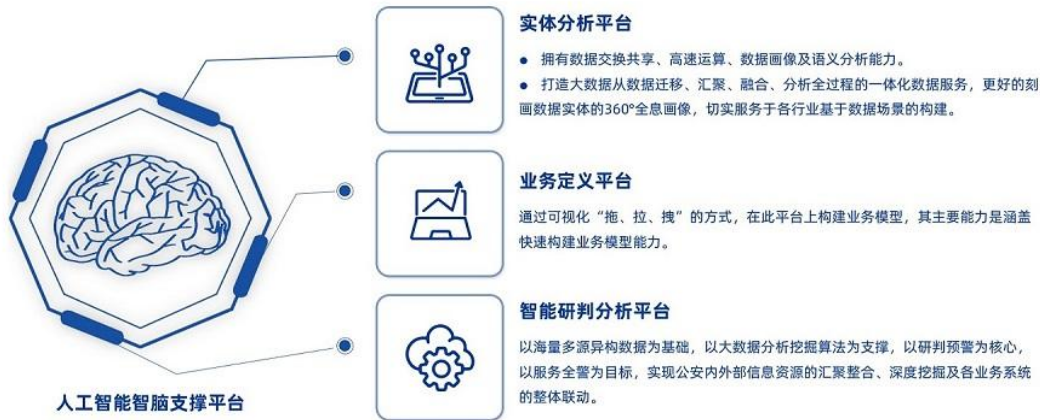 实体分析平台
● 拥有数据交换共享、高速运算、数据画像及语义分析能力。
● 打造大数据从数据迁移、汇聚、融合、分析全过程的一体化数据服务，更好的刻
画数据实体的360°全息画像，切实服务于各行业基于数据场景的构建。
业务定义平台
通过可视化“拖、拉、拽”的方式，在此平台上构建业务模型，其主要能力是涵盖
快速构建业务模型能力。
智能研判分析平台
以海量多源异构数据为基础，以大数据分析挖掘算法为支撑，以研判预警为核心，
以服务全警为目标，实现公安内外部信息资源的汇聚整合、深度挖掘及各业务系统
的整体联动。
人工智能智脑支撑平台